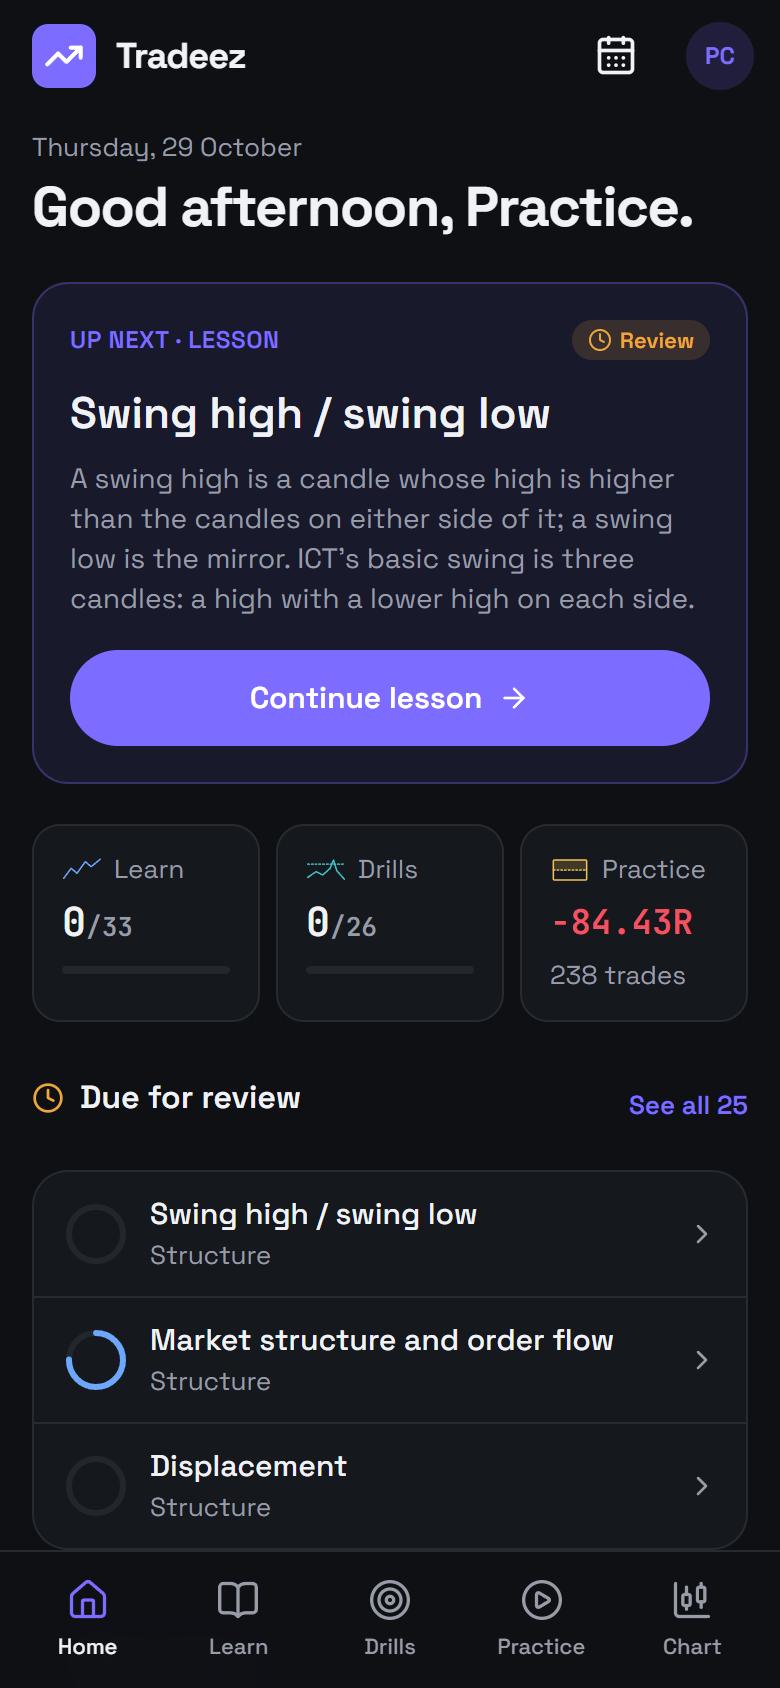 Tradeez
PC
Thursday, 29 October
Good afternoon, Practice.
UP NEXT · LESSON
Review
Swing high / swing low
A swing high is a candle whose high is higher
than the candles on either side of it; a swing
low is the mirror. ICT’s basic swing is three
candles: a high with a lower high on each side.
Continue lesson →
Learn
0/33
Drills
0/26
Practice
-84.43R
238 trades
Due for review
See all 25
Swing high / swing low
Structure
Market structure and order flow
Structure
Displacement
Structure
Home
Learn
Drills
Practice
Chart